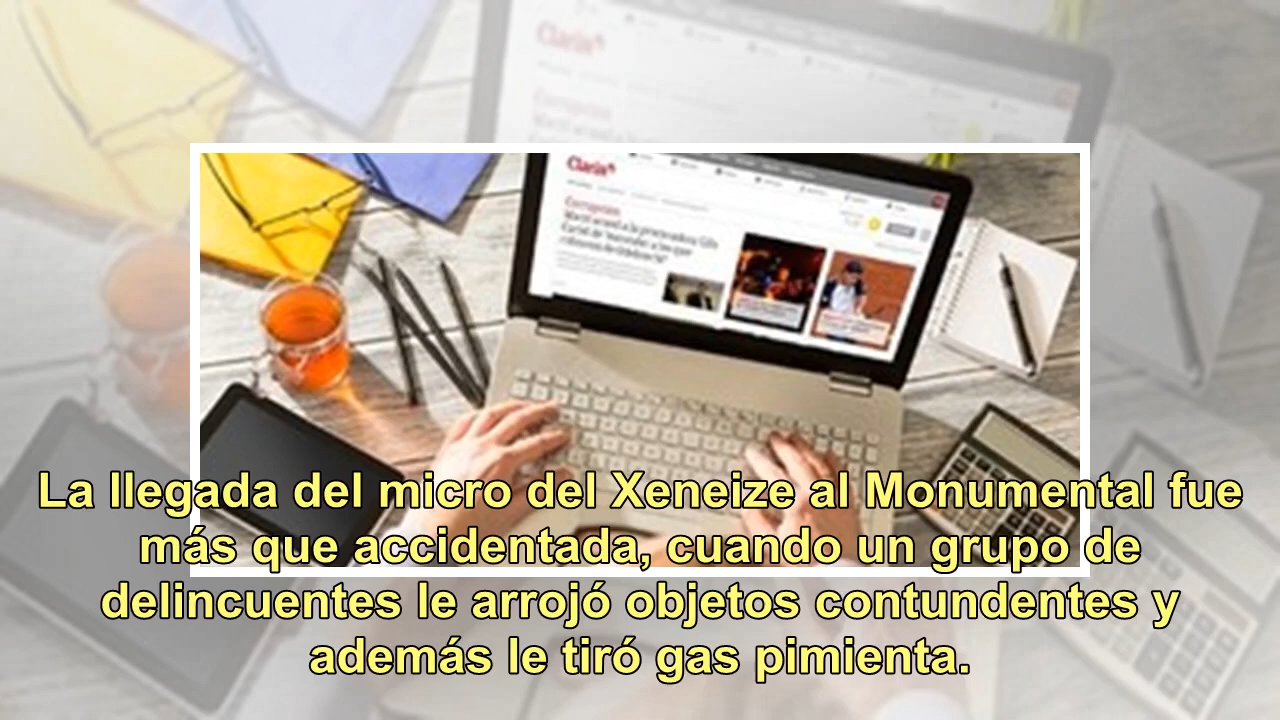 Clarín
La llegada del micro del Xeneize al Monumental fue
más que accidentada, cuando un grupo de
delincuentes le arrojó objetos contundentes y
además le tiró gas pimienta.